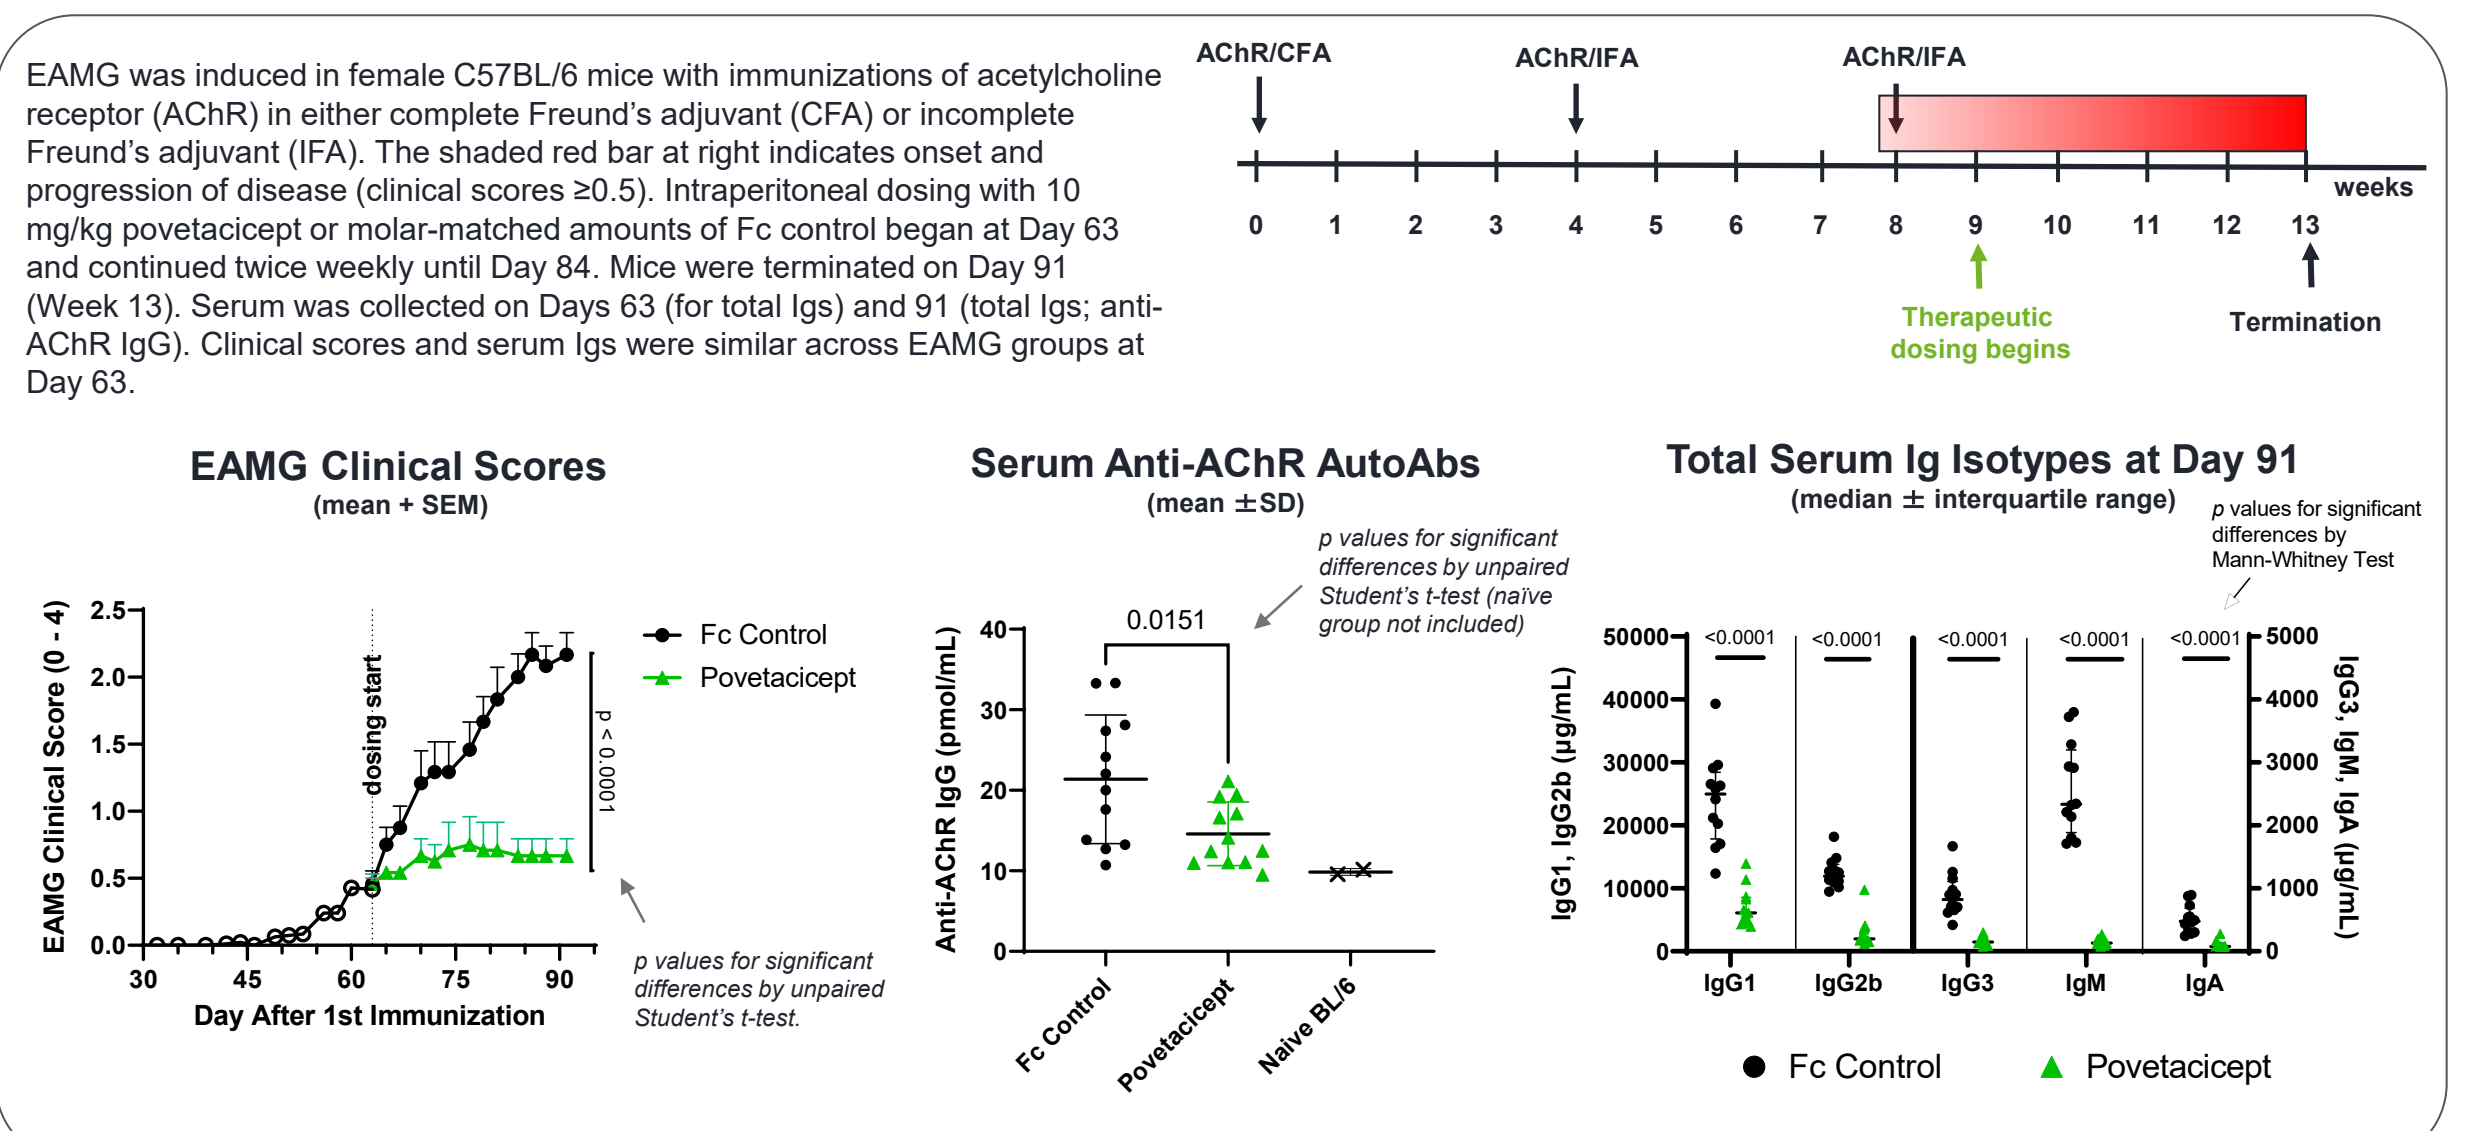 EAMG was induced in female C57BL/6 mice with immunizations of acetylcholine
receptor (AChR) in either complete Freund’s adjuvant (CFA) or incomplete
Freund’s adjuvant (IFA). The shaded red bar at right indicates onset and
progression of disease (clinical scores ≥0.5). Intraperitoneal dosing with 10
mg/kg povetacicept or molar-matched amounts of Fc control began at Day 63
and continued twice weekly until Day 84. Mice were terminated on Day 91
(Week 13). Serum was collected on Days 63 (for total Igs) and 91 (total Igs; anti-
AChR IgG). Clinical scores and serum Igs were similar across EAMG groups at
Day 63.
AChR/CFA
AChR/IFA
AChR/IFA
weeks
0 1 2 3 4 5 6 7 8 9 10 11 12 13
Therapeutic
dosing begins
Termination
EAMG Clinical Scores
(mean + SEM)
EAMG Clinical Score (0 - 4)
2.5
2.0
1.5
1.0
0.5
0.0
30 45 60 75 90
Day After 1st Immunization
dosing start
Fc Control
Povetacicept
p < 0.0001
p values for significant
differences by unpaired
Student’s t-test.
Serum Anti-AChR AutoAbs
(mean ±SD)
p values for significant
differences by unpaired
Student’s t-test (naïve
group not included)
0.0151
Anti-AChR IgG (pmol/mL)
40
30
20
10
0
Fc Control
Povetacicept
Naive BL/6
Total Serum Ig Isotypes at Day 91
(median ± interquartile range)
p values for significant
differences by
Mann-Whitney Test
IgG1, IgG2b (µg/mL)
50000
40000
30000
20000
10000
0
<0.0001 <0.0001 <0.0001 <0.0001 <0.0001
5000
4000
3000
2000
1000
0
IgG3, IgM, IgA (µg/mL)
IgG1 IgG2b IgG3 IgM IgA
Fc Control
Povetacicept